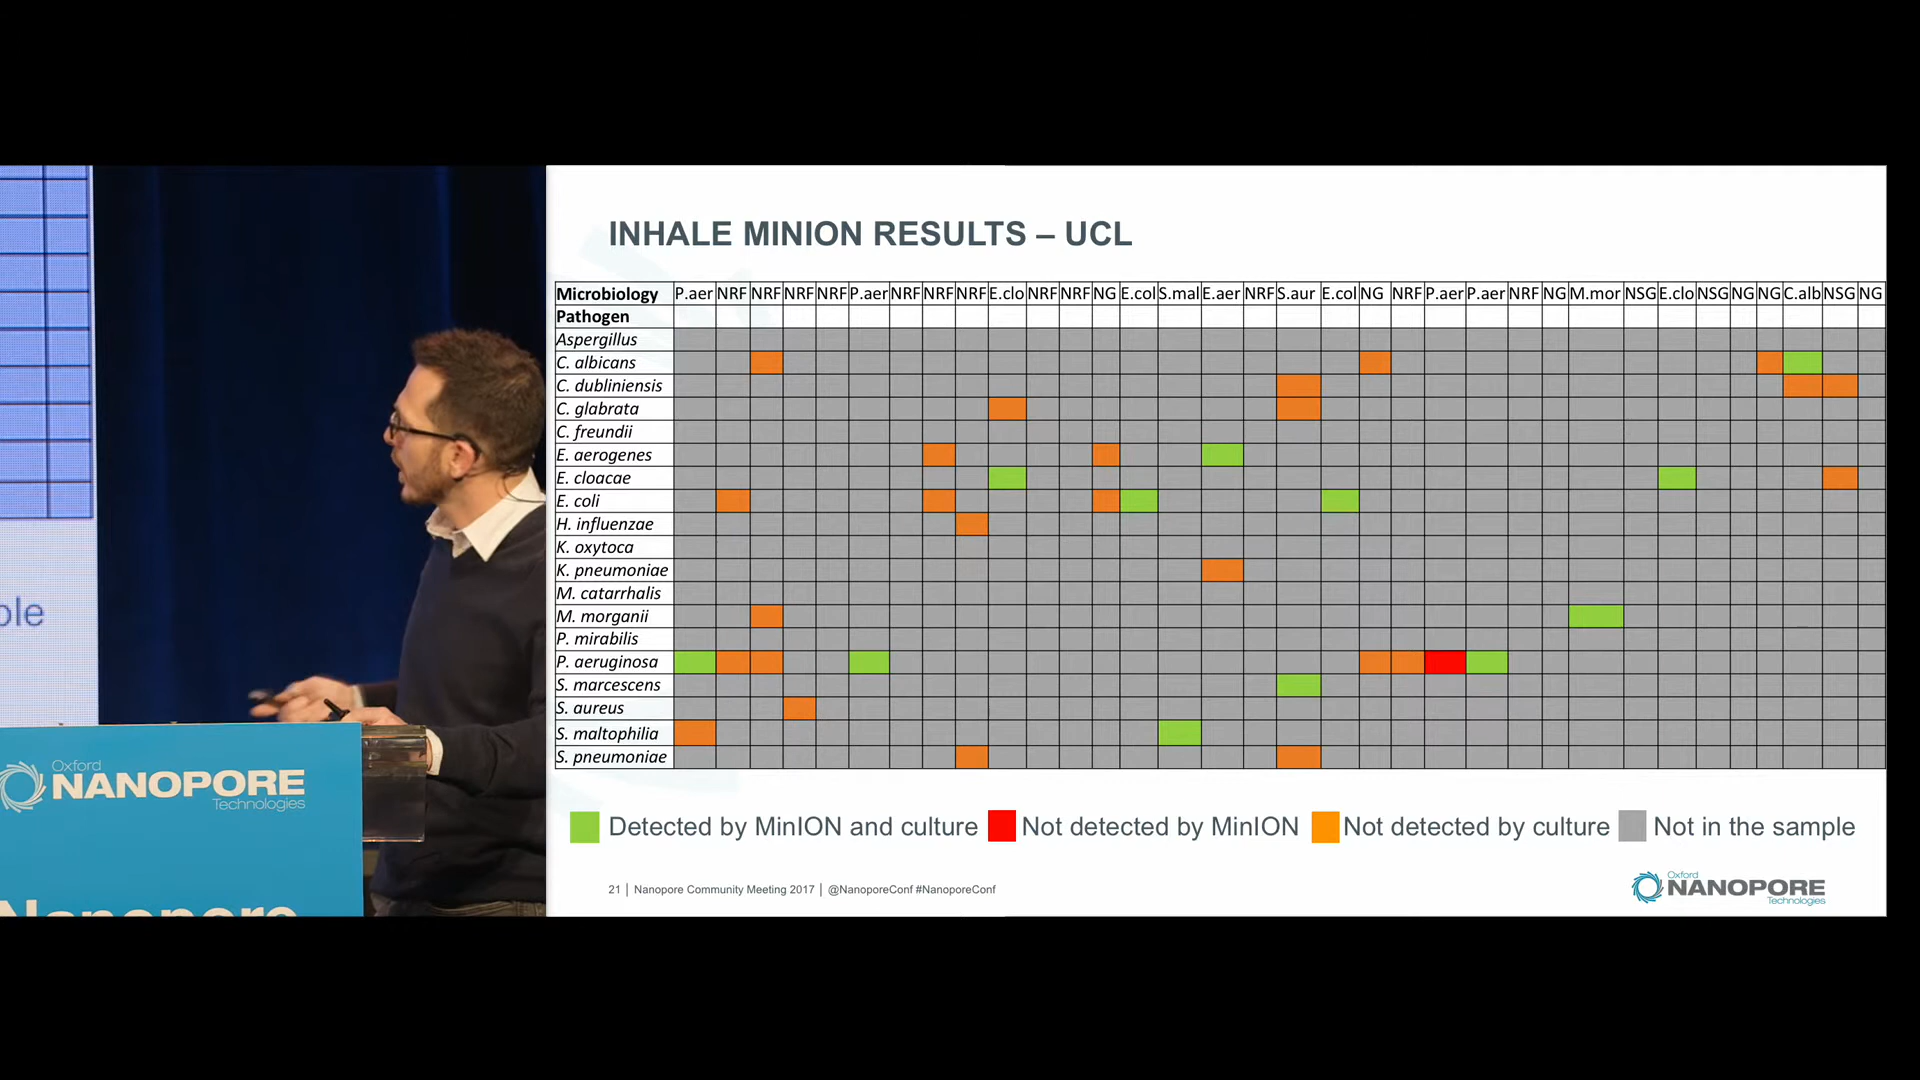 INHALE MINION RESULTS – UCL
Microbiology P.aer NRF NRF NRF NRF P.aer NRF NRF NRF E.clo NRF NRF NG E.col S.mal E.aer NRF S.aur E.col NG NRF P.aer P.aer NRF NG M.mor NSG E.clo NSG NG NG C.alb NSG NG
Pathogen
Aspergillus
C. albicans
C. dubliniensis
C. glabrata
C. freundii
E. aerogenes
E. cloacae
E. coli
H. influenzae
K. oxytoca
K. pneumoniae
M. catarrhalis
M. morganii
P. mirabilis
P. aeruginosa
S. marcescens
S. aureus
S. maltophilia
S. pneumoniae
Detected by MinION and culture Not detected by MinION Not detected by culture Not in the sample
21 | Nanopore Community Meeting 2017 | @NanoporeConf #NanoporeConf
Oxford
NANOPORE
Technologies
Oxford
NANOPORE
Technologies